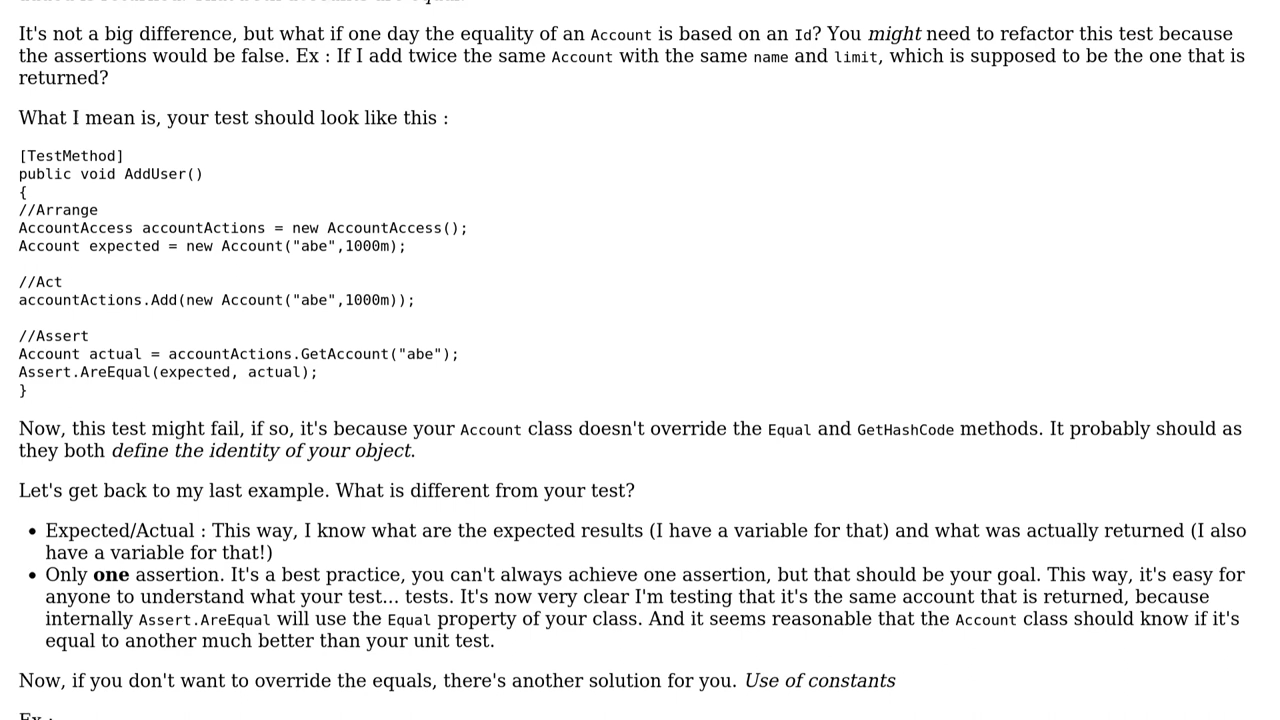 It's not a big difference, but what if one day the equality of an Account is based on an Id? You might need to refactor this test because
the assertions would be false. Ex : If I add twice the same Account with the same name and limit, which is supposed to be the one that is
returned?
What I mean is, your test should look like this :
[TestMethod]
public void AddUser()
{
//Arrange
AccountAccess accountActions = new AccountAccess();
Account expected = new Account("abe",1000m);
//Act
accountActions.Add(new Account("abe",1000m));
//Assert
Account actual = accountActions.GetAccount("abe");
Assert.AreEqual(expected, actual);
}
Now, this test might fail, if so, it's because your Account class doesn't override the Equal and GetHashCode methods. It probably should as
they both define the identity of your object.
Let's get back to my last example. What is different from your test?
• Expected/Actual : This way, I know what are the expected results (I have a variable for that) and what was actually returned (I also
have a variable for that!)
• Only one assertion. It's a best practice, you can't always achieve one assertion, but that should be your goal. This way, it's easy for
anyone to understand what your test... tests. It's now very clear I'm testing that it's the same account that is returned, because
internally Assert.AreEqual will use the Equal property of your class. And it seems reasonable that the Account class should know if it's
equal to another much better than your unit test.
Now, if you don't want to override the equals, there's another solution for you. Use of constants
Ex :